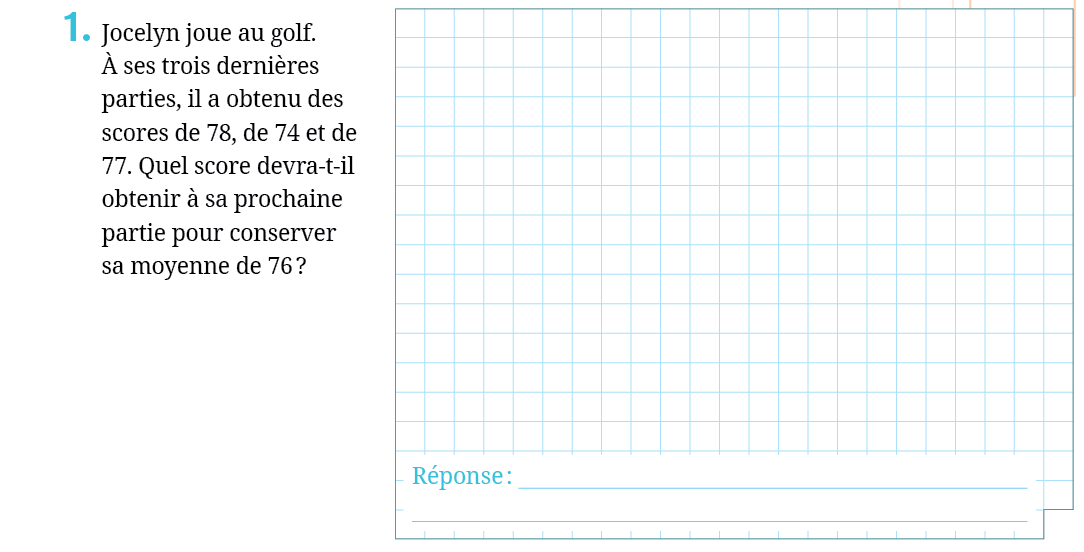 1. Jocelyn joue au golf.
À ses trois dernières
parties, il a obtenu des
scores de 78, de 74 et de
77. Quel score devra-t-il
obtenir à sa prochaine
partie pour conserver
sa moyenne de 76 ?
Réponse :